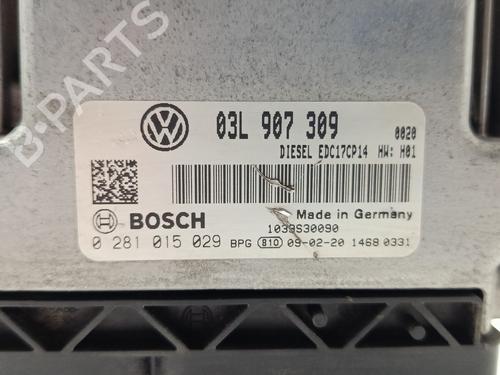 B-PARTS
VW
03L 907 309 0020
DIESEL EDC17CP14 HW: H01
BOSCH
Made in Germany
1039S30090
0 281 015 029 BPG 810 09-02-20 1468 0331